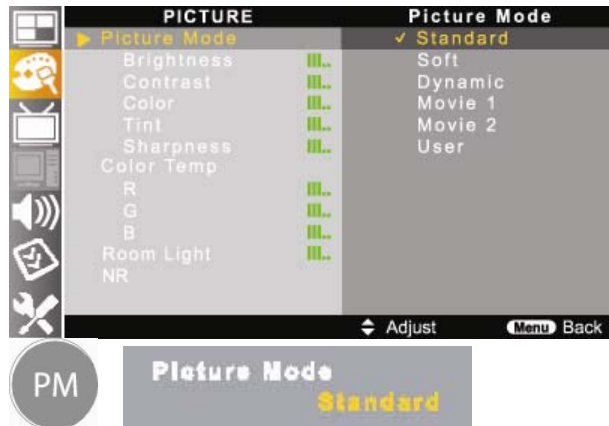 PICTURE
Picture Mode
Brightness
Contrast
Color
Tint
Sharpness
Color Temp
R
G
B
Room Light
NR
Picture Mode
✓ Standard
Soft
Dynamic
Movie 1
Movie 2
User
Adjust
Menu Back
PM
Picture Mode
Standard